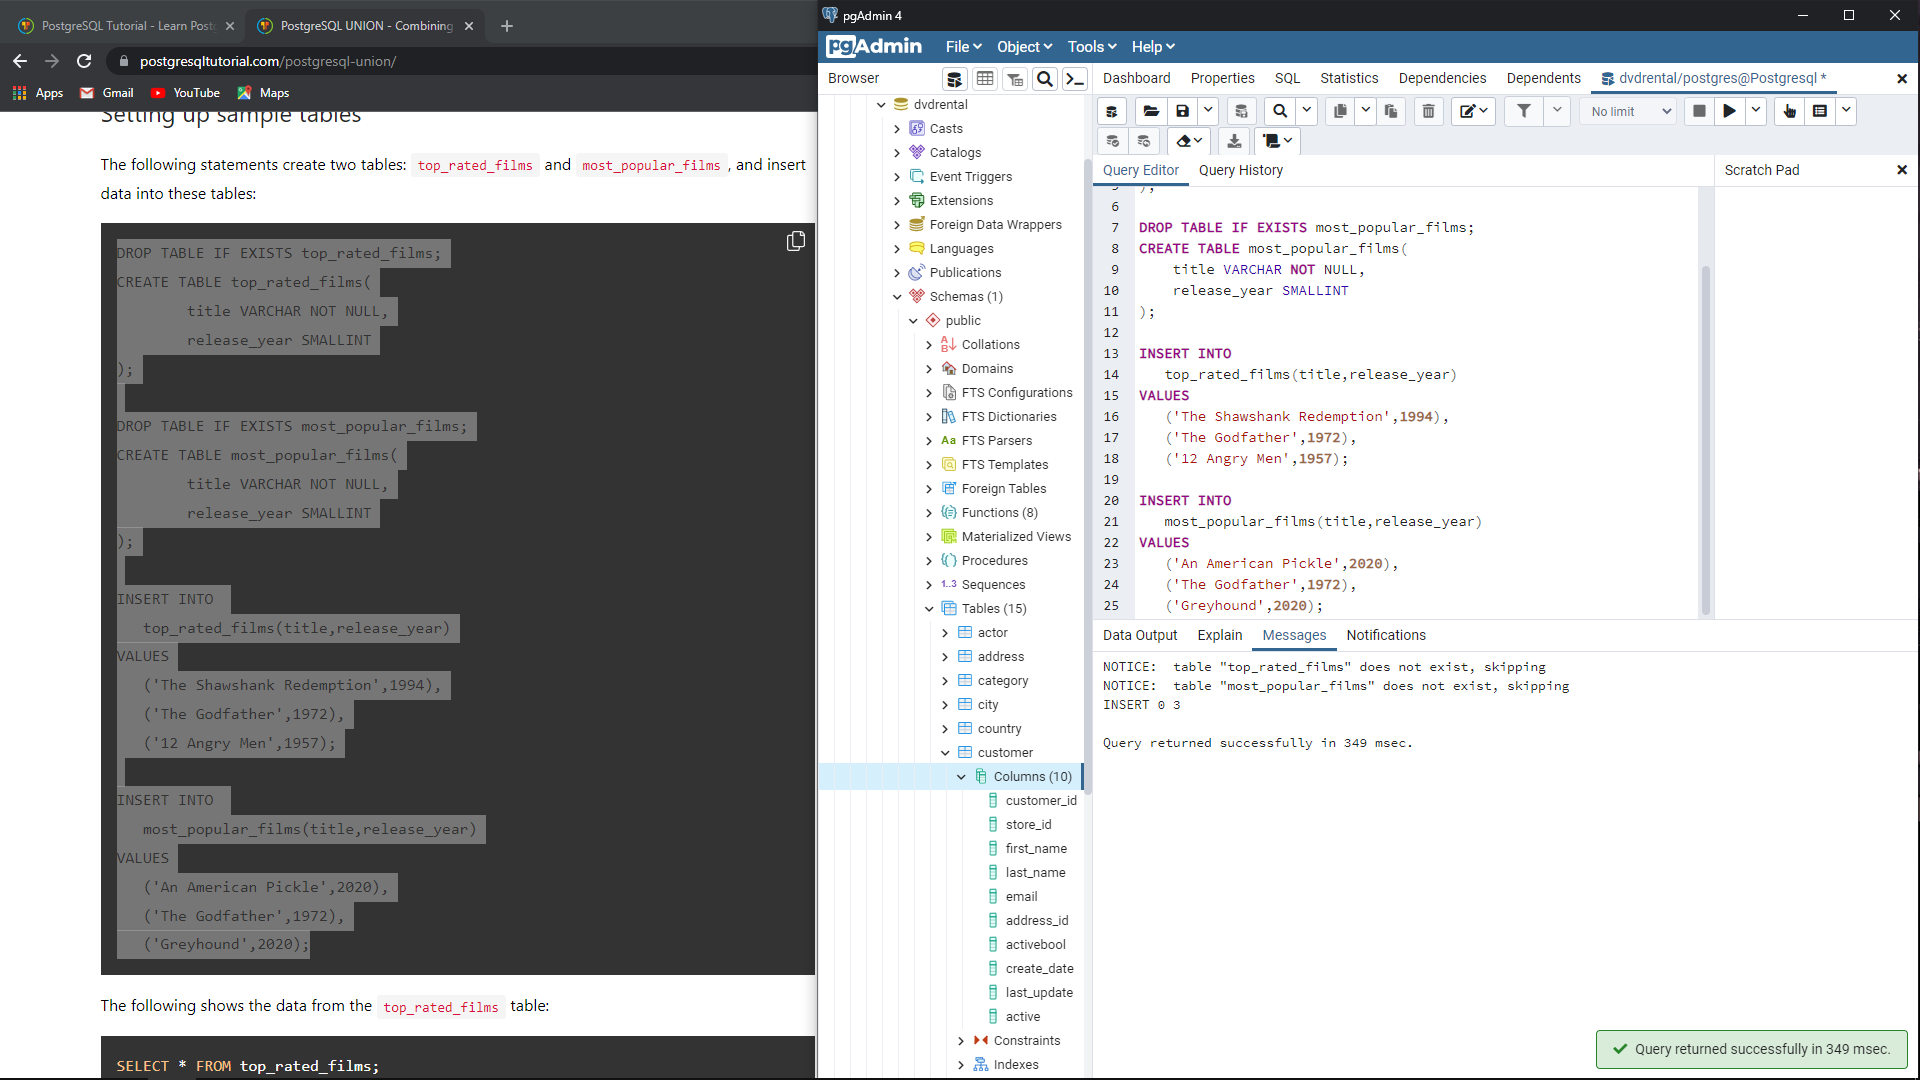 PostgreSQL Tutorial - Learn Post
PostgreSQL UNION - Combining
postgresqltutorial.com/postgresql-union/
Apps
Gmail
YouTube
Maps
Setting up sample tables
The following statements create two tables: top_rated_films and most_popular_films , and insert
data into these tables:
DROP TABLE IF EXISTS top_rated_films;
CREATE TABLE top_rated_films(
title VARCHAR NOT NULL,
release_year SMALLINT
);
DROP TABLE IF EXISTS most_popular_films;
CREATE TABLE most_popular_films(
title VARCHAR NOT NULL,
release_year SMALLINT
);
INSERT INTO
top_rated_films(title,release_year)
VALUES
('The Shawshank Redemption',1994),
('The Godfather',1972),
('12 Angry Men',1957);
INSERT INTO
most_popular_films(title,release_year)
VALUES
('An American Pickle',2020),
('The Godfather',1972),
('Greyhound',2020);
The following shows the data from the top_rated_films table:
SELECT * FROM top_rated_films;
pgAdmin 4
pgAdmin
File
Object
Tools
Help
Browser
Dashboard
Properties
SQL
Statistics
Dependencies
Dependents
dvdrental/postgres@Postgresql *
No limit
Query Editor
Query History
Scratch Pad
dvdrental
Casts
Catalogs
Event Triggers
Extensions
Foreign Data Wrappers
Languages
Publications
Schemas (1)
public
Collations
Domains
FTS Configurations
FTS Dictionaries
Aa FTS Parsers
FTS Templates
Foreign Tables
Functions (8)
Materialized Views
Procedures
1..3 Sequences
Tables (15)
actor
address
category
city
country
customer
Columns (10)
customer_id
store_id
first_name
last_name
email
address_id
activebool
create_date
last_update
active
Constraints
Indexes
5 );
6
7 DROP TABLE IF EXISTS most_popular_films;
8 CREATE TABLE most_popular_films(
9 title VARCHAR NOT NULL,
10 release_year SMALLINT
11 );
12
13 INSERT INTO
14 top_rated_films(title,release_year)
15 VALUES
16 ('The Shawshank Redemption',1994),
17 ('The Godfather',1972),
18 ('12 Angry Men',1957);
19
20 INSERT INTO
21 most_popular_films(title,release_year)
22 VALUES
23 ('An American Pickle',2020),
24 ('The Godfather',1972),
25 ('Greyhound',2020);
Data Output
Explain
Messages
Notifications
NOTICE: table "top_rated_films" does not exist, skipping
NOTICE: table "most_popular_films" does not exist, skipping
INSERT 0 3
Query returned successfully in 349 msec.
Query returned successfully in 349 msec.